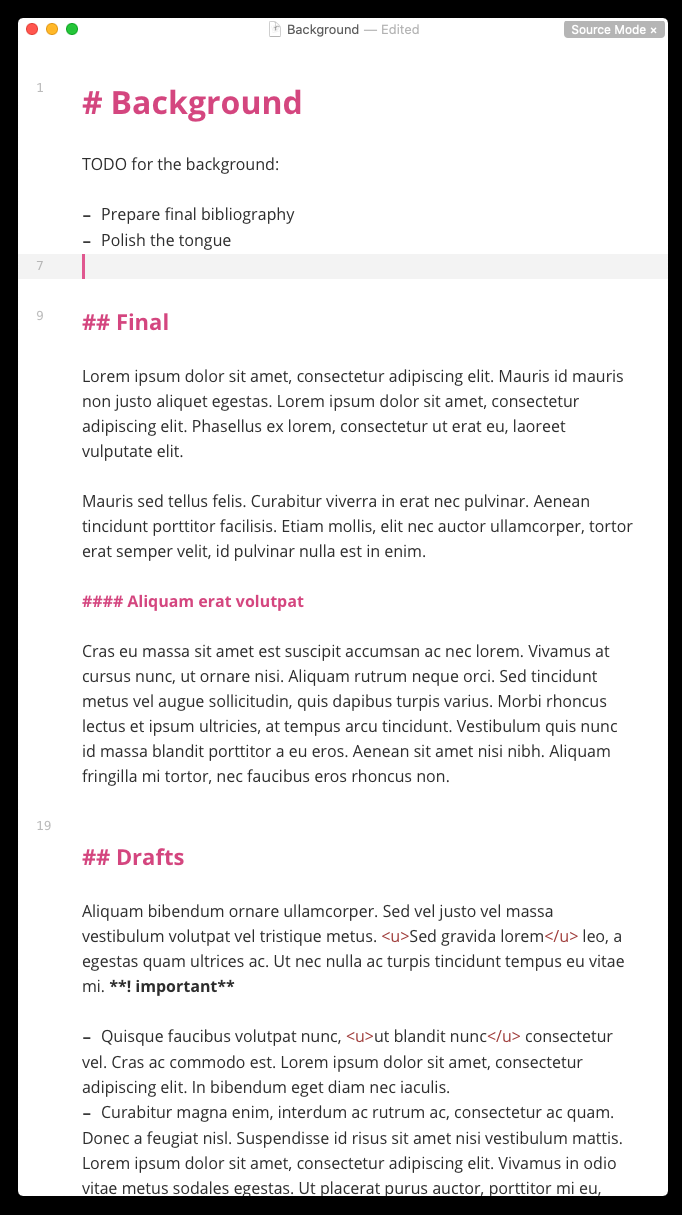 Background — Edited
Source Mode ×
1
# Background
TODO for the background:
– Prepare final bibliography
– Polish the tongue
7
9
## Final
Lorem ipsum dolor sit amet, consectetur adipiscing elit. Mauris id mauris
non justo aliquet egestas. Lorem ipsum dolor sit amet, consectetur
adipiscing elit. Phasellus ex lorem, consectetur ut erat eu, laoreet
vulputate elit.
Mauris sed tellus felis. Curabitur viverra in erat nec pulvinar. Aenean
tincidunt porttitor facilisis. Etiam mollis, elit nec auctor ullamcorper, tortor
erat semper velit, id pulvinar nulla est in enim.
#### Aliquam erat volutpat
Cras eu massa sit amet est suscipit accumsan ac nec lorem. Vivamus at
cursus nunc, ut ornare nisi. Aliquam rutrum neque orci. Sed tincidunt
metus vel augue sollicitudin, quis dapibus turpis varius. Morbi rhoncus
lectus et ipsum ultricies, at tempus arcu tincidunt. Vestibulum quis nunc
id massa blandit porttitor a eu eros. Aenean sit amet nisi nibh. Aliquam
fringilla mi tortor, nec faucibus eros rhoncus non.
19
## Drafts
Aliquam bibendum ornare ullamcorper. Sed vel justo vel massa
vestibulum volutpat vel tristique metus. <u>Sed gravida lorem</u> leo, a
egestas quam ultrices ac. Ut nec nulla ac turpis tincidunt tempus eu vitae
mi. **! important**
– Quisque faucibus volutpat nunc, <u>ut blandit nunc</u> consectetur
vel. Cras ac commodo est. Lorem ipsum dolor sit amet, consectetur
adipiscing elit. In bibendum eget diam nec iaculis.
– Curabitur magna enim, interdum ac rutrum ac, consectetur ac quam.
Donec a feugiat nisl. Suspendisse id risus sit amet nisi vestibulum mattis.
Lorem ipsum dolor sit amet, consectetur adipiscing elit. Vivamus in odio
vitae metus sodales egestas. Ut placerat purus auctor, porttitor mi eu,